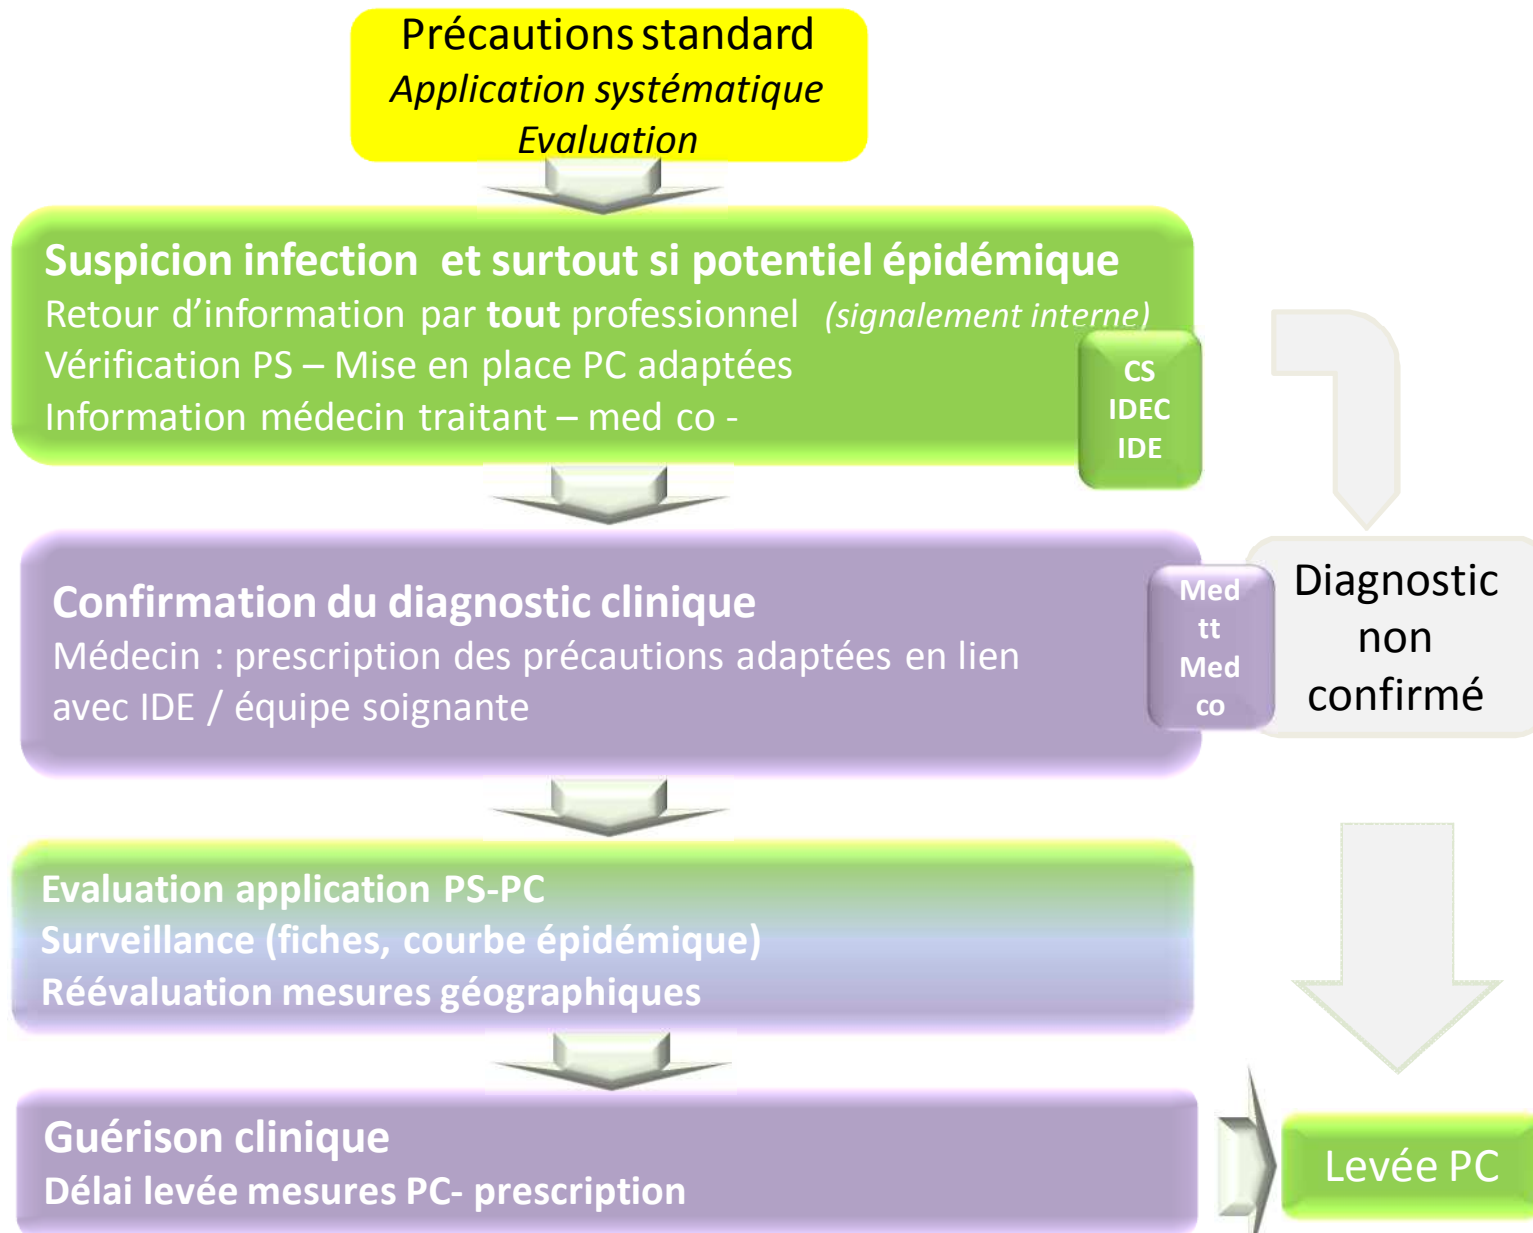 Précautions standard
Application systématique
Evaluation
Suspicion infection et surtout si potentiel épidémique
Retour d’information par tout professionnel (signalement interne)
Vérification PS – Mise en place PC adaptées
Information médecin traitant – med co -
CS
IDEC
IDE
Confirmation du diagnostic clinique
Médecin : prescription des précautions adaptées en lien
avec IDE / équipe soignante
Med
tt
Med
co
Diagnostic
non
confirmé
Evaluation application PS-PC
Surveillance (fiches, courbe épidémique)
Réévaluation mesures géographiques
Guérison clinique
Délai levée mesures PC- prescription
Levée PC